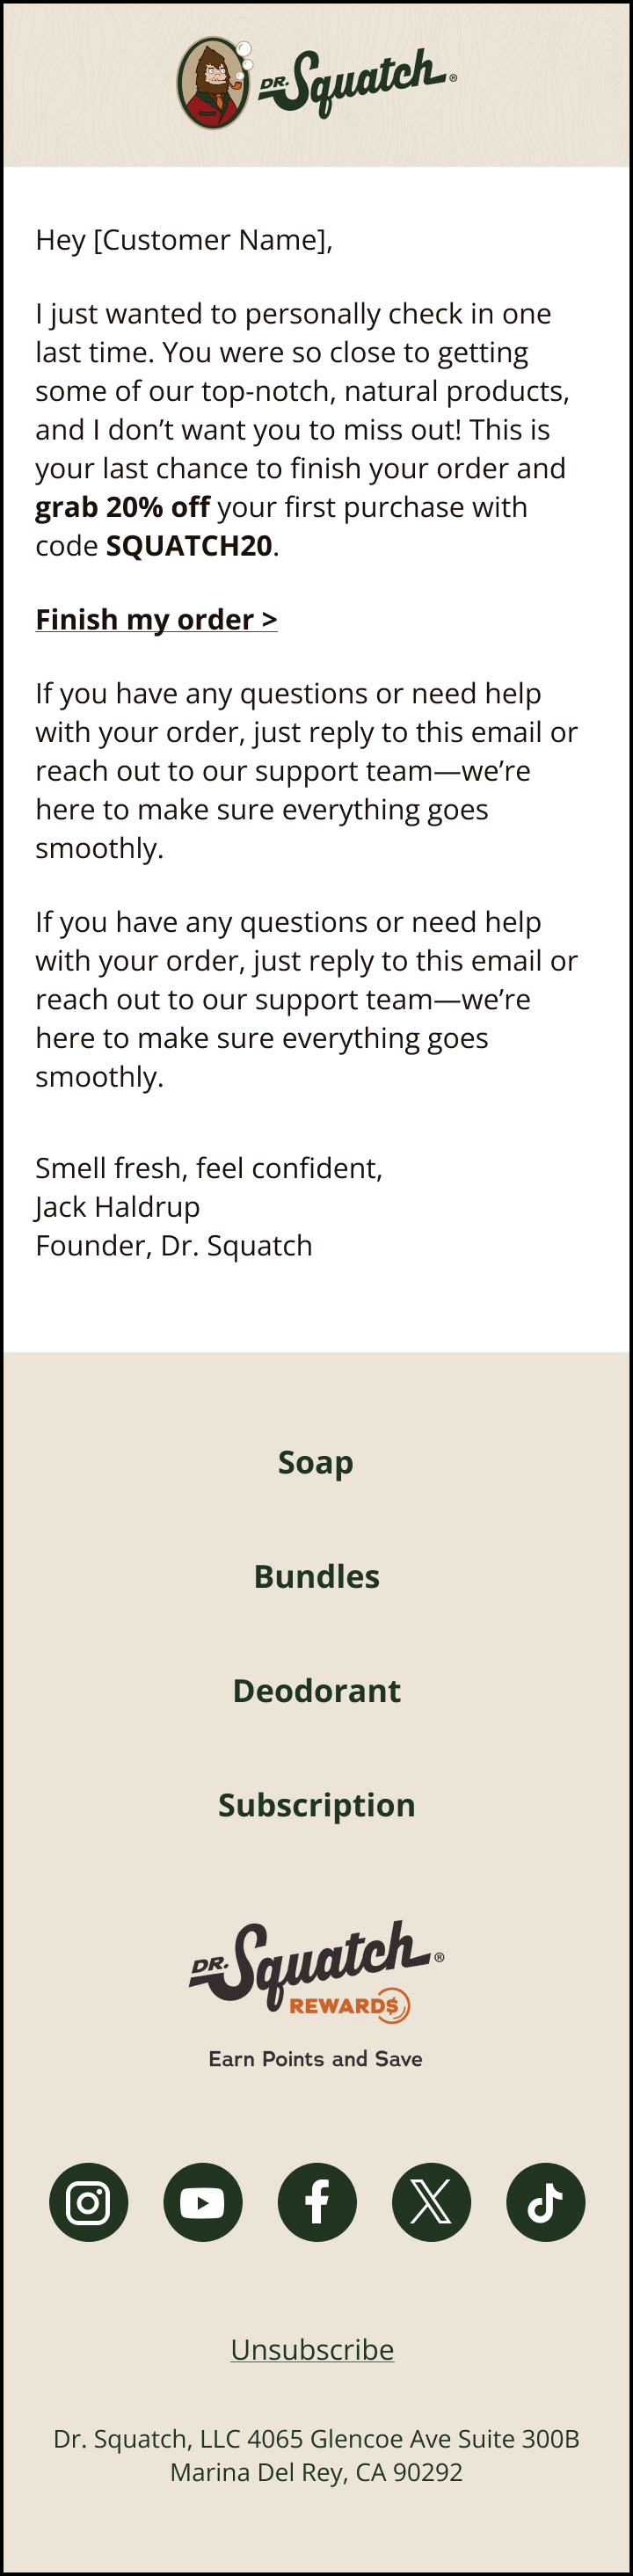 DR. Squatch®
Hey [Customer Name],
I just wanted to personally check in one
last time. You were so close to getting
some of our top-notch, natural products,
and I don’t want you to miss out! This is
your last chance to finish your order and
grab 20% off your first purchase with
code SQUATCH20.
Finish my order >
If you have any questions or need help
with your order, just reply to this email or
reach out to our support team—we’re
here to make sure everything goes
smoothly.
If you have any questions or need help
with your order, just reply to this email or
reach out to our support team—we’re
here to make sure everything goes
smoothly.
Smell fresh, feel confident,
Jack Haldrup
Founder, Dr. Squatch
Soap
Bundles
Deodorant
Subscription
DR. Squatch®
REWARD$
Earn Points and Save
Unsubscribe
Dr. Squatch, LLC 4065 Glencoe Ave Suite 300B
Marina Del Rey, CA 90292